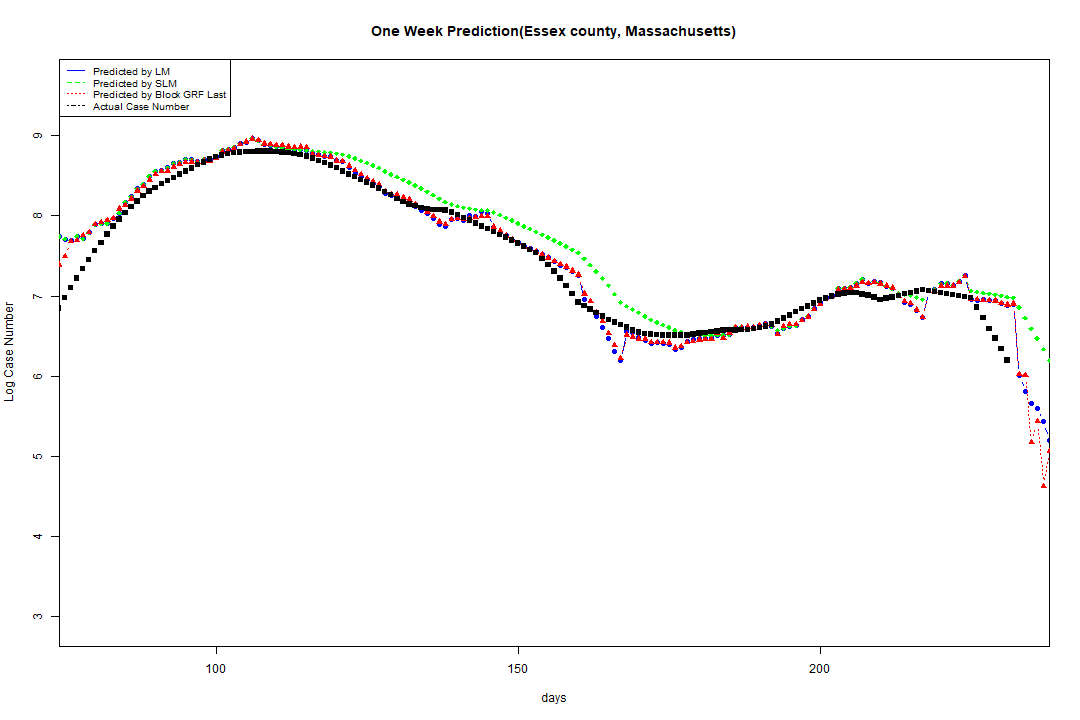 One Week Prediction(Essex county, Massachusetts)
Predicted by LM
Predicted by SLM
Predicted by Block GRF Last
Actual Case Number
9
8
7
6
5
4
3
Log Case Number
100 150 200
days